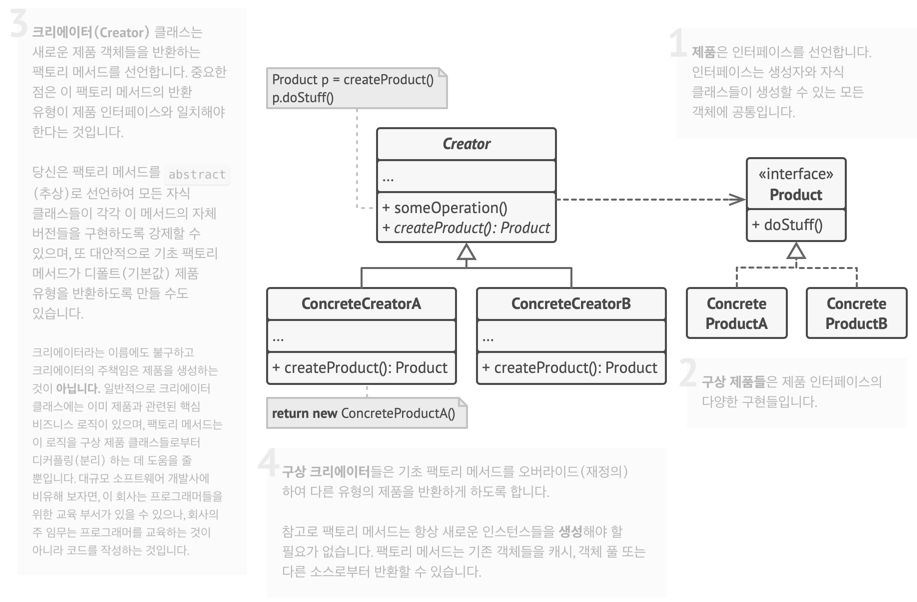 3
크리에이터(Creator) 클래스는
새로운 제품 객체들을 반환하는
팩토리 메서드를 선언합니다. 중요한
점은 이 팩토리 메서드의 반환
유형이 제품 인터페이스와 일치해야
한다는 것입니다.
당신은 팩토리 메서드를 abstract
(추상)로 선언하여 모든 자식
클래스들이 각각 이 메서드의 자체
버전들을 구현하도록 강제할 수
있으며, 또 대안적으로 기초 팩토리
메서드가 디폴트(기본값) 제품
유형을 반환하도록 만들 수도
있습니다.
크리에이터라는 이름에도 불구하고
크리에이터의 주책임은 제품을 생성하는
것이 아닙니다. 일반적으로 크리에이터
클래스에는 이미 제품과 관련된 핵심
비즈니스 로직이 있으며, 팩토리 메서드는
이 로직을 구상 제품 클래스들로부터
디커플링(분리) 하는 데 도움을 줄
뿐입니다. 대규모 소프트웨어 개발사에
비유해 보자면, 이 회사는 프로그래머들을
위한 교육 부서가 있을 수 있으나, 회사의
주 임무는 프로그래머를 교육하는 것이
아니라 코드를 작성하는 것입니다.
Product p = createProduct()
p.doStuff()
Creator
...
+ someOperation()
+ createProduct(): Product
ConcreteCreatorA
...
+ createProduct(): Product
ConcreteCreatorB
...
+ createProduct(): Product
return new ConcreteProductA()
1
제품은 인터페이스를 선언합니다.
인터페이스는 생성자와 자식
클래스들이 생성할 수 있는 모든
객체에 공통입니다.
«interface»
Product
+ doStuff()
Concrete
ProductA
Concrete
ProductB
2
구상 제품들은 제품 인터페이스의
다양한 구현들입니다.
4
구상 크리에이터들은 기초 팩토리 메서드를 오버라이드(재정의)
하여 다른 유형의 제품을 반환하게 하도록 합니다.
참고로 팩토리 메서드는 항상 새로운 인스턴스들을 생성해야 할
필요가 없습니다. 팩토리 메서드는 기존 객체들을 캐시, 객체 풀 또는
다른 소스로부터 반환할 수 있습니다.